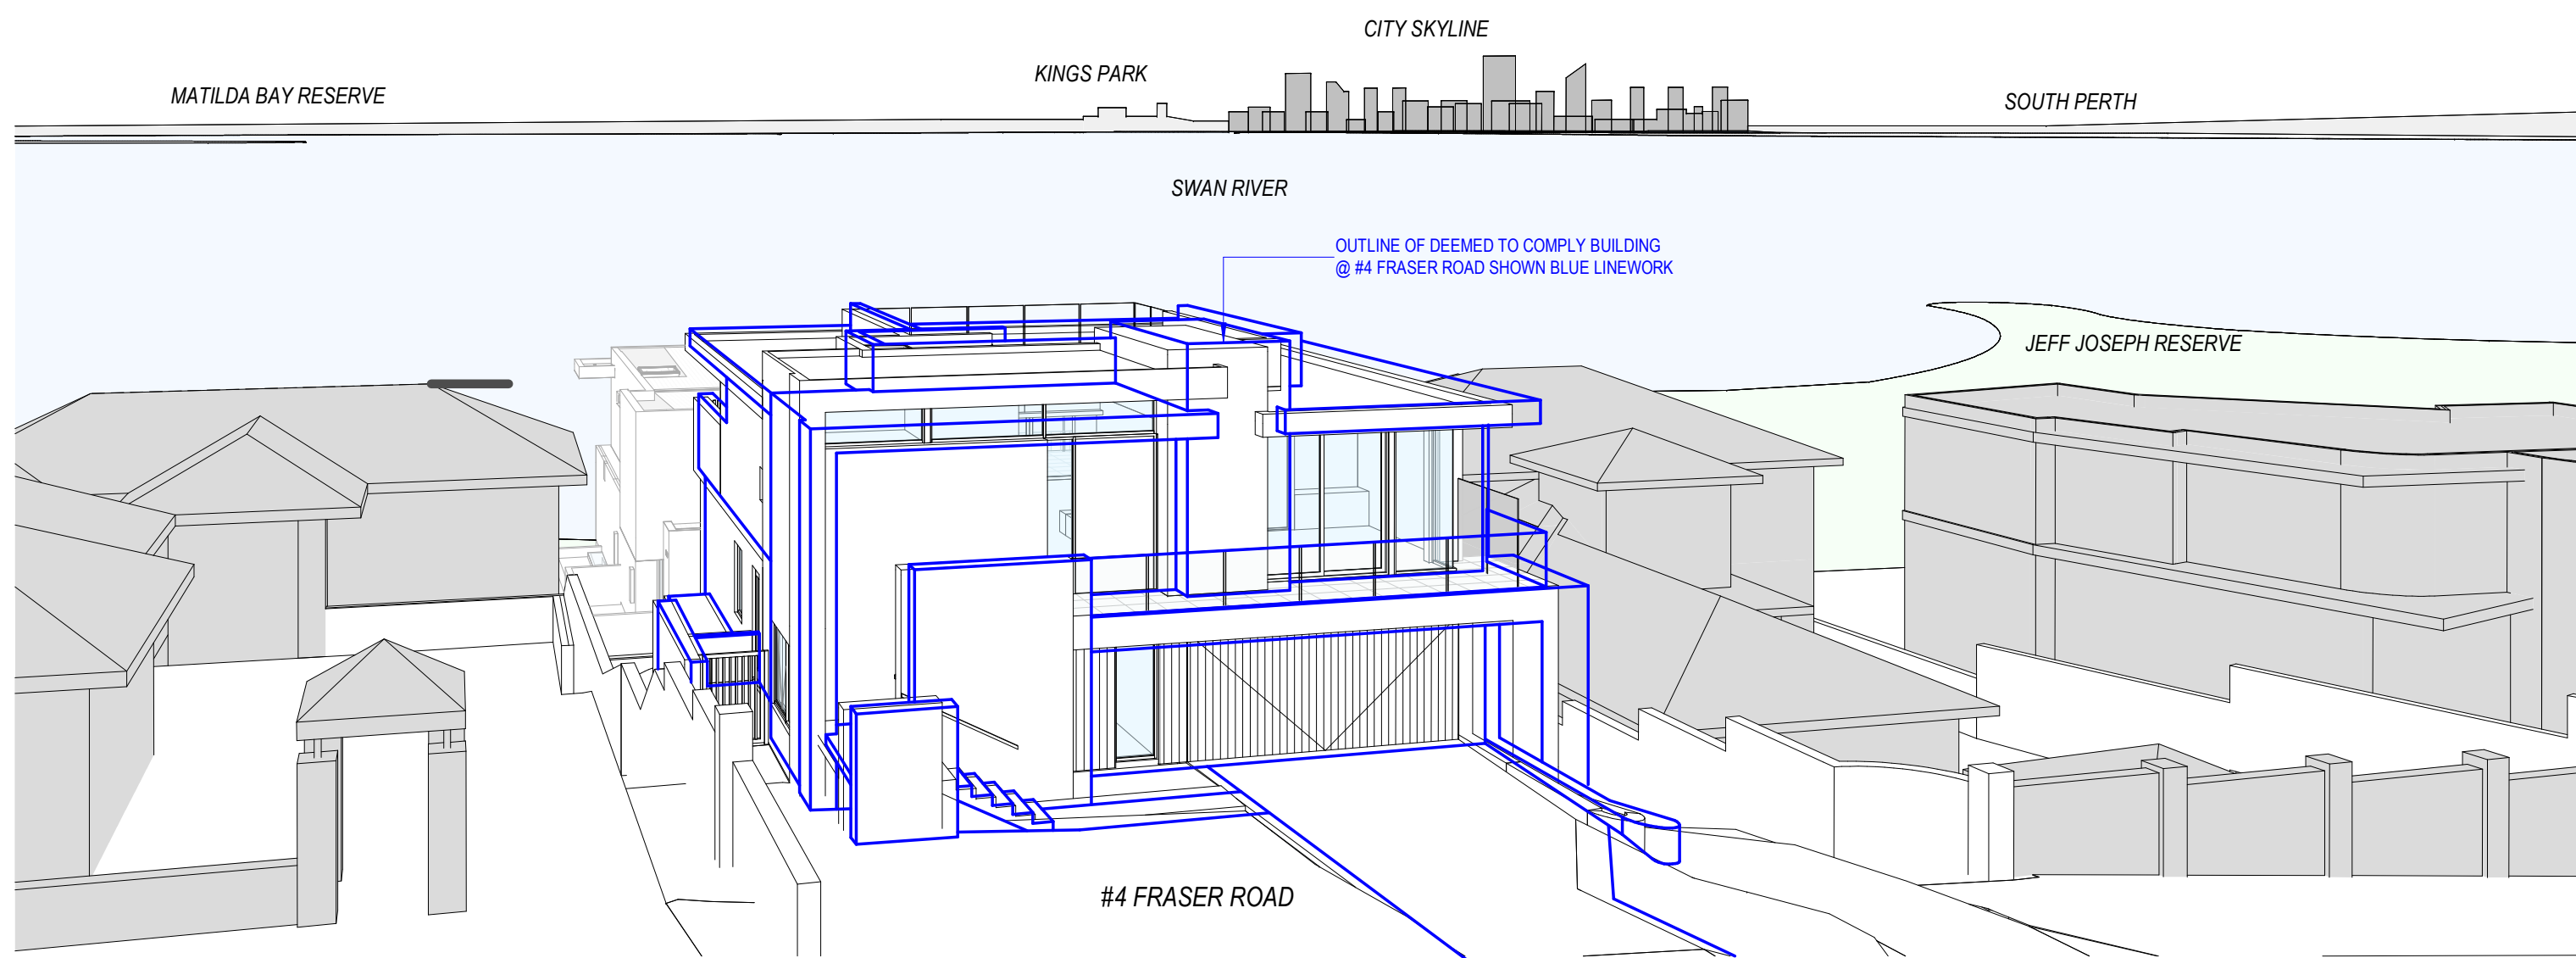 CITY SKYLINE
KINGS PARK
MATILDA BAY RESERVE
SOUTH PERTH
SWAN RIVER
OUTLINE OF DEEMED TO COMPLY BUILDING
@ #4 FRASER ROAD SHOWN BLUE LINEWORK
JEFF JOSEPH RESERVE
#4 FRASER ROAD